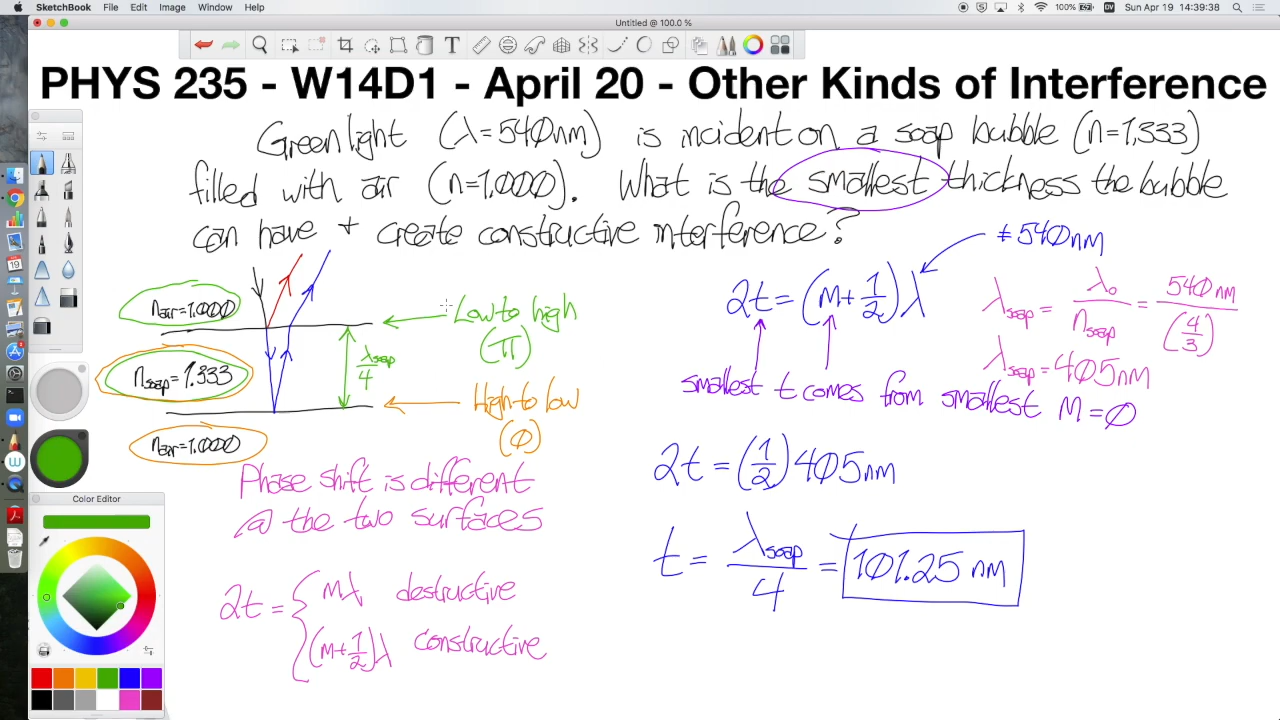 SketchBook File Edit Image Window Help
100% Sun Apr 19 14:39:38
Untitled @ 100.0 %
PHYS 235 - W14D1 - April 20 - Other Kinds of Interference
Green light (λ=540nm) is incident on a soap bubble (n=1.333)
filled with air (n=1.000). What is the smallest thickness the bubble
can have + create constructive interference?
≠ 540nm
n_air=1.000
Low to high
(π)
n_soap=1.333
λ_soap/4
High to low
(0)
n_air=1.000
2t = (m+1/2)λ
λ_soap = λ_0/n_soap = 540nm/(4/3)
λ_soap = 405nm
smallest t comes from smallest m = 0
Phase shift is different
@ the two surfaces
2t = (1/2) 405nm
t = λ_soap/4 = 101.25 nm
2t = { mλ destructive
(m+1/2)λ constructive
Color Editor